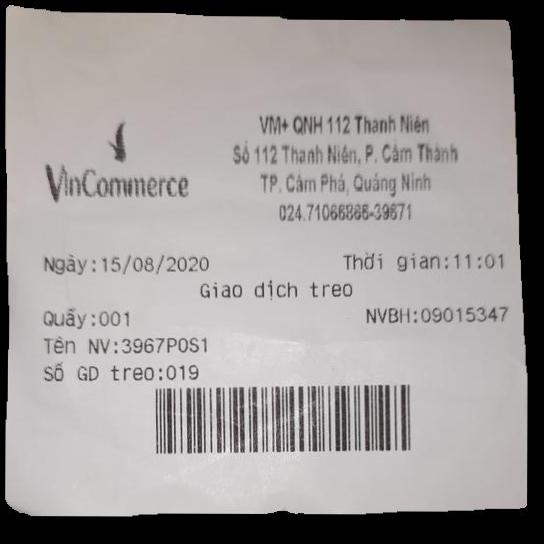 VinCommerce
VM+ QNH 112 Thanh Niên
Số 112 Thanh Niên, P. Cẩm Thành
TP. Cẩm Phả, Quảng Ninh
024.71066866-39671
Ngày:15/08/2020 Thời gian:11:01
Giao dịch treo
Quầy:001 NVBH:09015347
Tên NV:3967POS1
Số GD treo:019